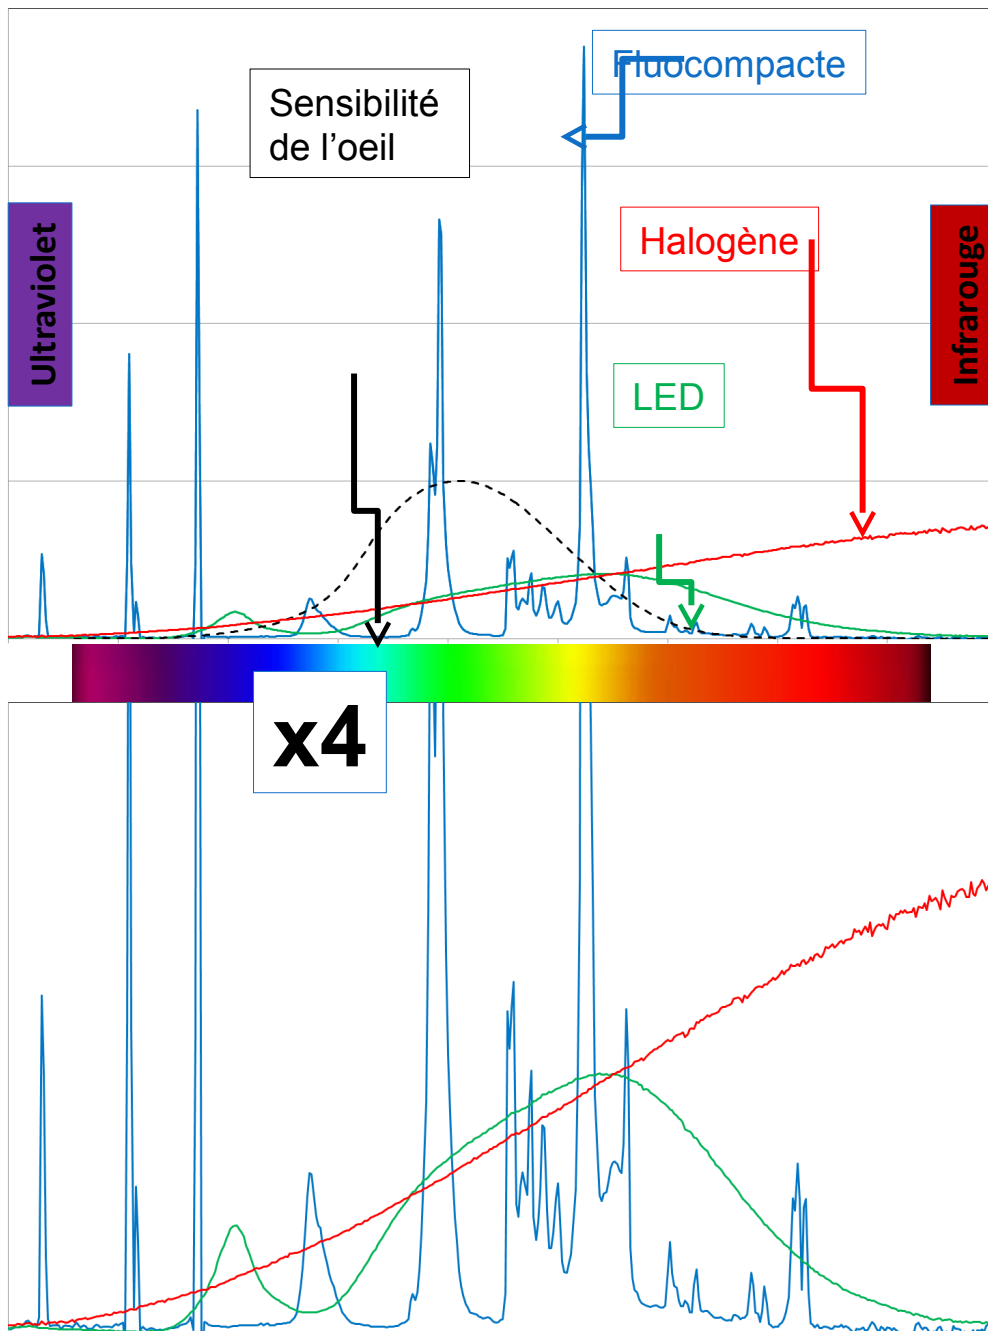 Fluocompacte
Sensibilité
de l'oeil
Ultraviolet
Halogène
Infrarouge
LED
x4